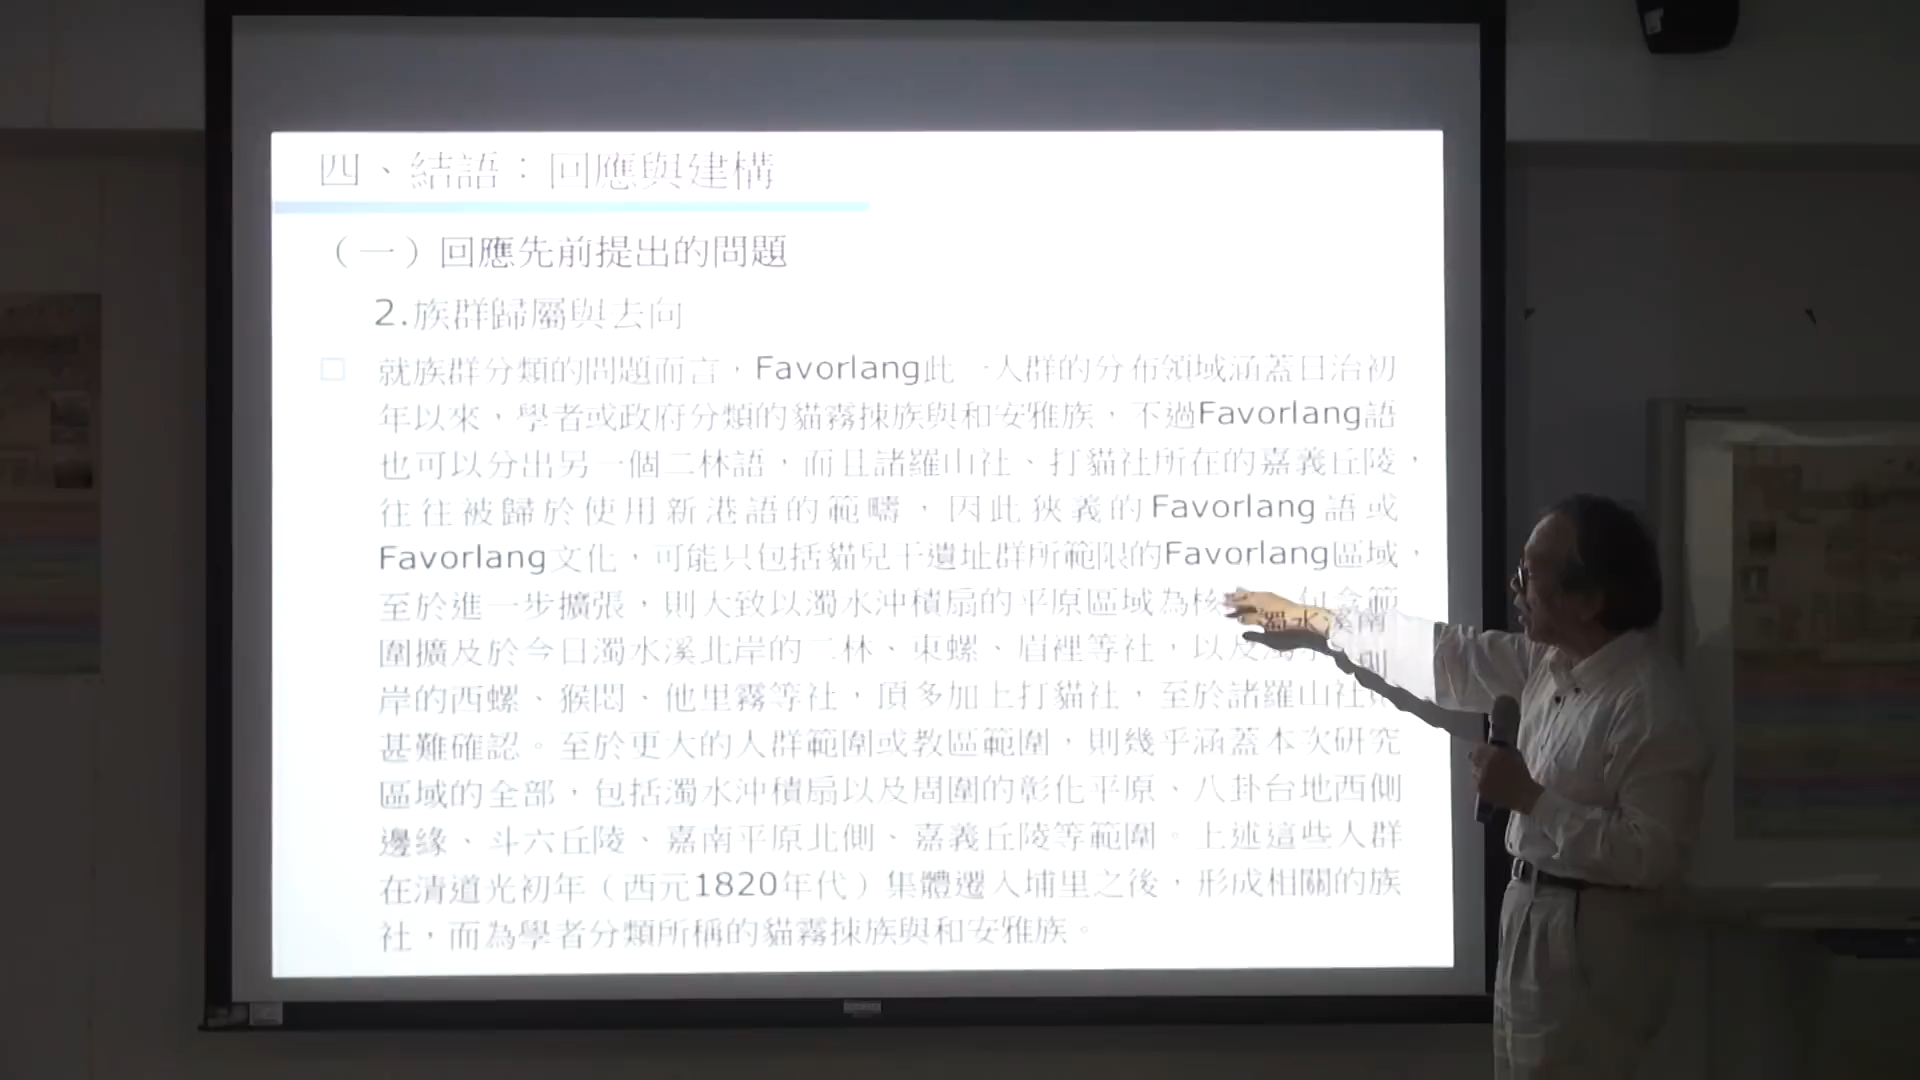 四、結語：回應與建構
（一）回應先前提出的問題
2.族群歸屬與去向
就族群分類的問題而言，Favorlang此一人群的分布領域涵蓋日治初
年以來，學者或政府分類的貓霧捒族與和安雅族，不過Favorlang語
也可以分出另一個二林語，而且諸羅山社、打貓社所在的嘉義丘陵，
往往被歸於使用新港語的範疇，因此狹義的Favorlang語或
Favorlang文化，可能只包括貓兒干遺址群所範限的Favorlang區域，
至於進一步擴張，則大致以濁水沖積扇的平原區域為核 包含範
圍擴及於今日濁水溪北岸的二林、東螺、眉裡等社，以及濁水溪南
岸的西螺、猴悶、他里霧等社，頂多加上打貓社，至於諸羅山社則
甚難確認。至於更大的人群範圍或教區範圍，則幾乎涵蓋本次研究
區域的全部，包括濁水沖積扇以及周圍的彰化平原、八卦台地西側
邊緣、斗六丘陵、嘉南平原北側、嘉義丘陵等範圍。上述這些人群
在清道光初年（西元1820年代）集體遷入埔里之後，形成相關的族
社，而為學者分類所稱的貓霧捒族與和安雅族。